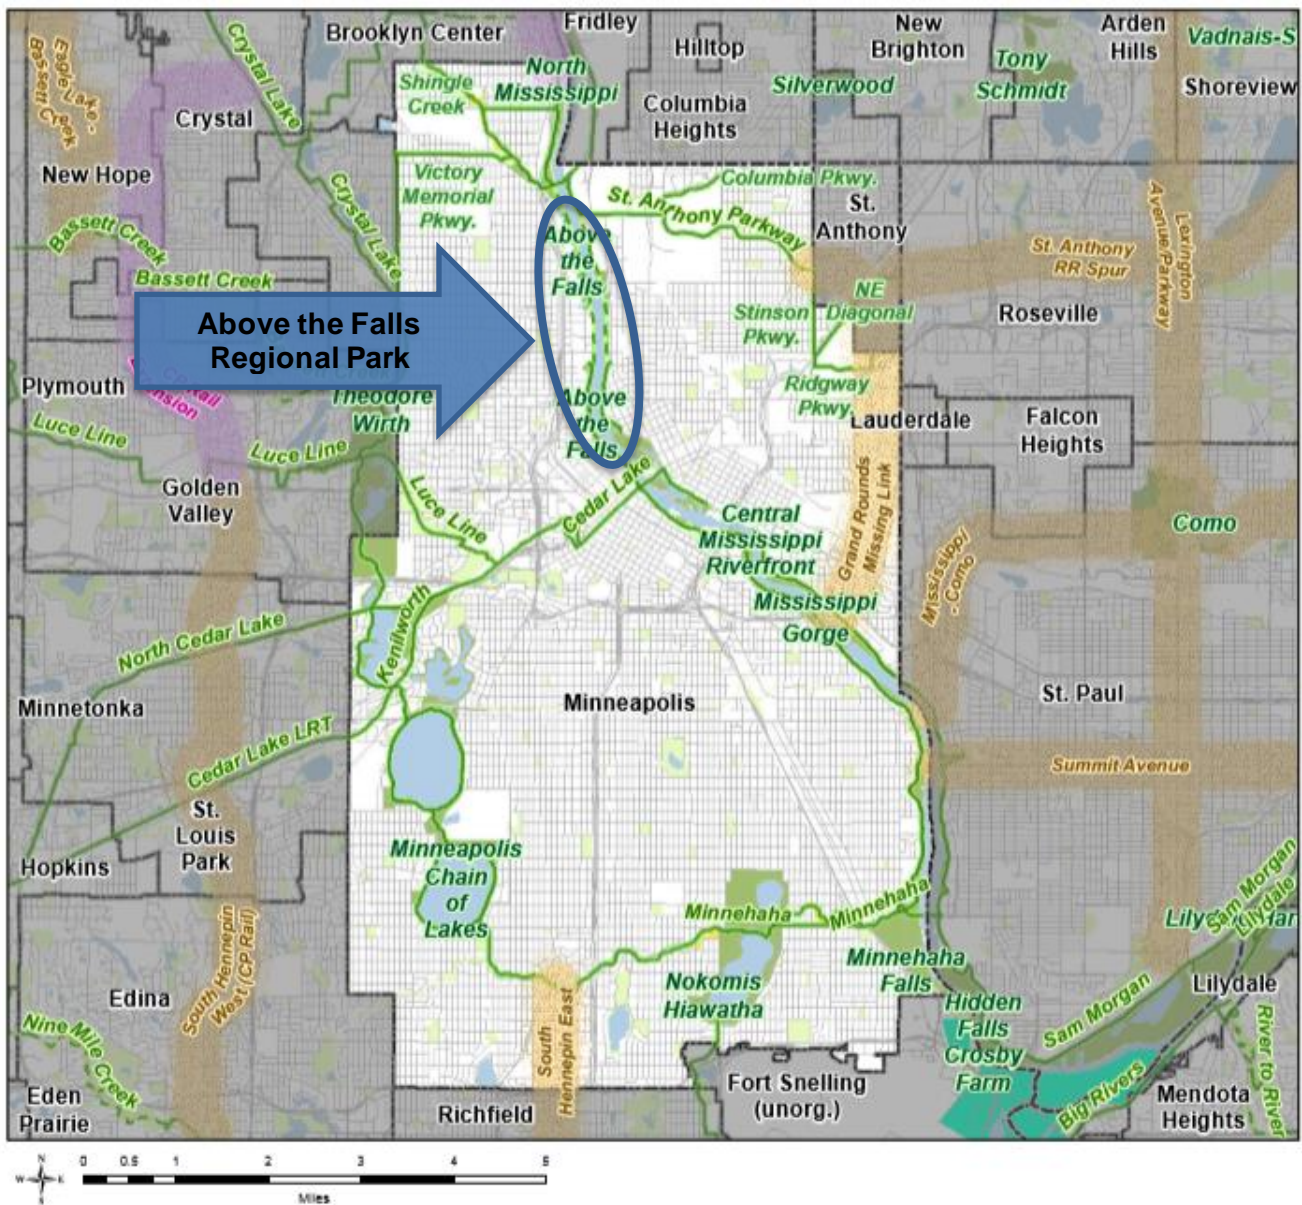 Brooklyn Center
Fridley
Hilltop
New
Brighton
Arden
Hills
Vadnais-S
Shoreview
Tony
Schmidt
Silverwood
Columbia
Heights
North
Mississippi
Shingle
Creek
Crystal Lake
Eagle Lake -
Bassett Creek
Crystal
New Hope
Victory
Memorial
Pkwy.
Crystal Lake
Columbia Pkwy.
St. Anthony Parkway
St.
Anthony
St. Anthony
RR Spur
Lexington
Avenue/Parkway
Bassett Creek
Bassett Creek
Above
the
Falls
Above the Falls
Regional Park
NE
Diagonal
Stinson
Pkwy.
Roseville
Plymouth
Theodore
Wirth
Above
the
Falls
Ridgway
Pkwy.
Lauderdale
Falcon
Heights
Luce Line
Luce Line
Golden
Valley
Luce Line
Cedar Lake
Central
Mississippi
Riverfront
Grand Rounds
Missing Link
Mississippi
- Como
Como
Mississippi
Gorge
Kenilworth
North Cedar Lake
Minnetonka
Minneapolis
St. Paul
Cedar Lake LRT
Summit Avenue
St.
Louis
Park
Hopkins
Minneapolis
Chain
of
Lakes
Minnehaha
Minnehaha
Sam Morgan
Lilydale
South Hennepin
West (CP Rail)
Edina
Nokomis
Hiawatha
Minnehaha
Falls
Lilydale
Hidden
Falls
Crosby
Farm
Sam Morgan
Nine Mile Creek
South
Hennepin East
River to River
Big Rivers
Eden
Prairie
Richfield
Fort Snelling
(unorg.)
Mendota
Heights
N
W
S
0 0.5 1 2 3 4 5
Miles